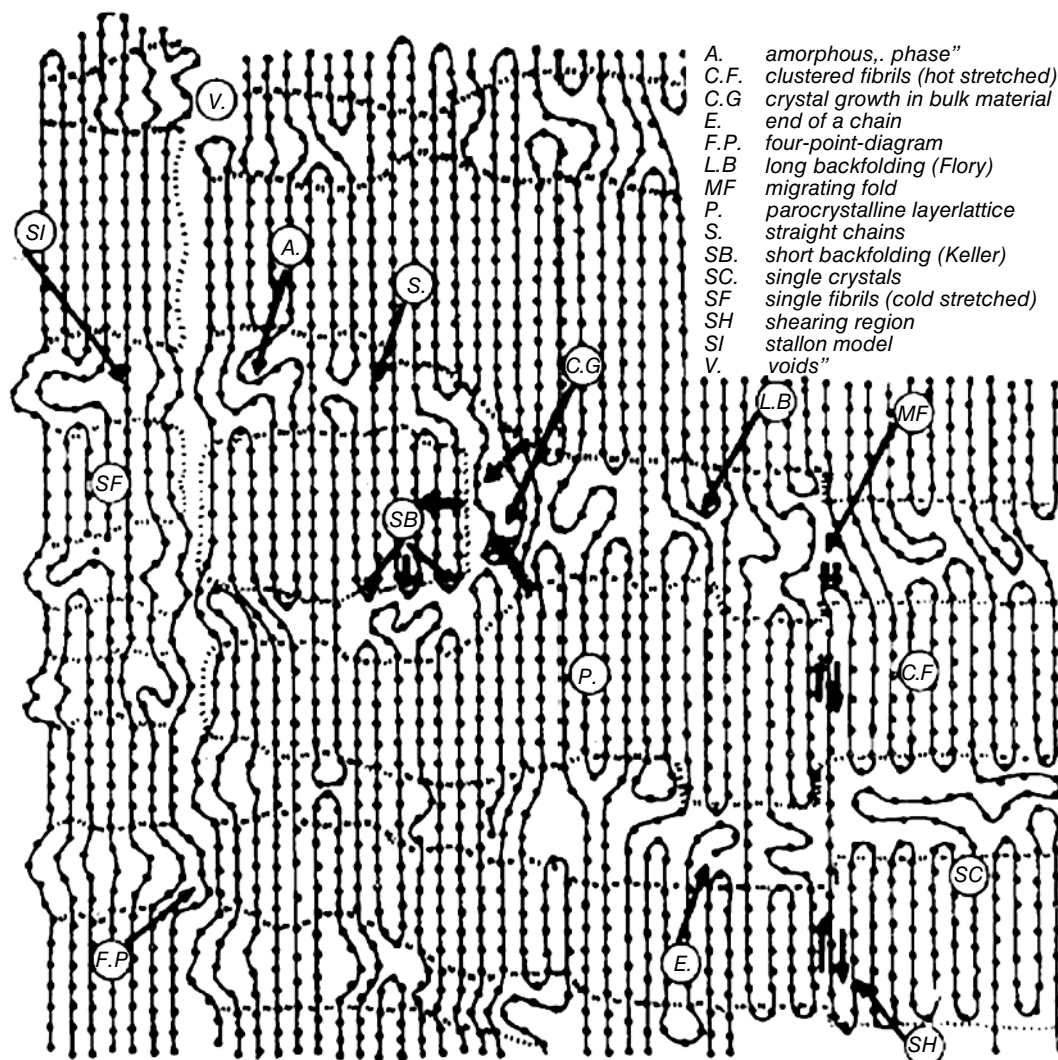 A. amorphous,. phase”
C.F. clustered fibrils (hot stretched)
C.G crystal growth in bulk material
E. end of a chain
F.P. four-point-diagram
L.B long backfolding (Flory)
MF migrating fold
P. parocrystalline layerlattice
S. straight chains
SB. short backfolding (Keller)
SC. single crystals
SF single fibrils (cold stretched)
SH shearing region
SI stallon model
V. voids”
V.
SI
A.
S.
C.G
L.B
MF
SF
SB
P.
C.F
SC
F.P
E.
SH